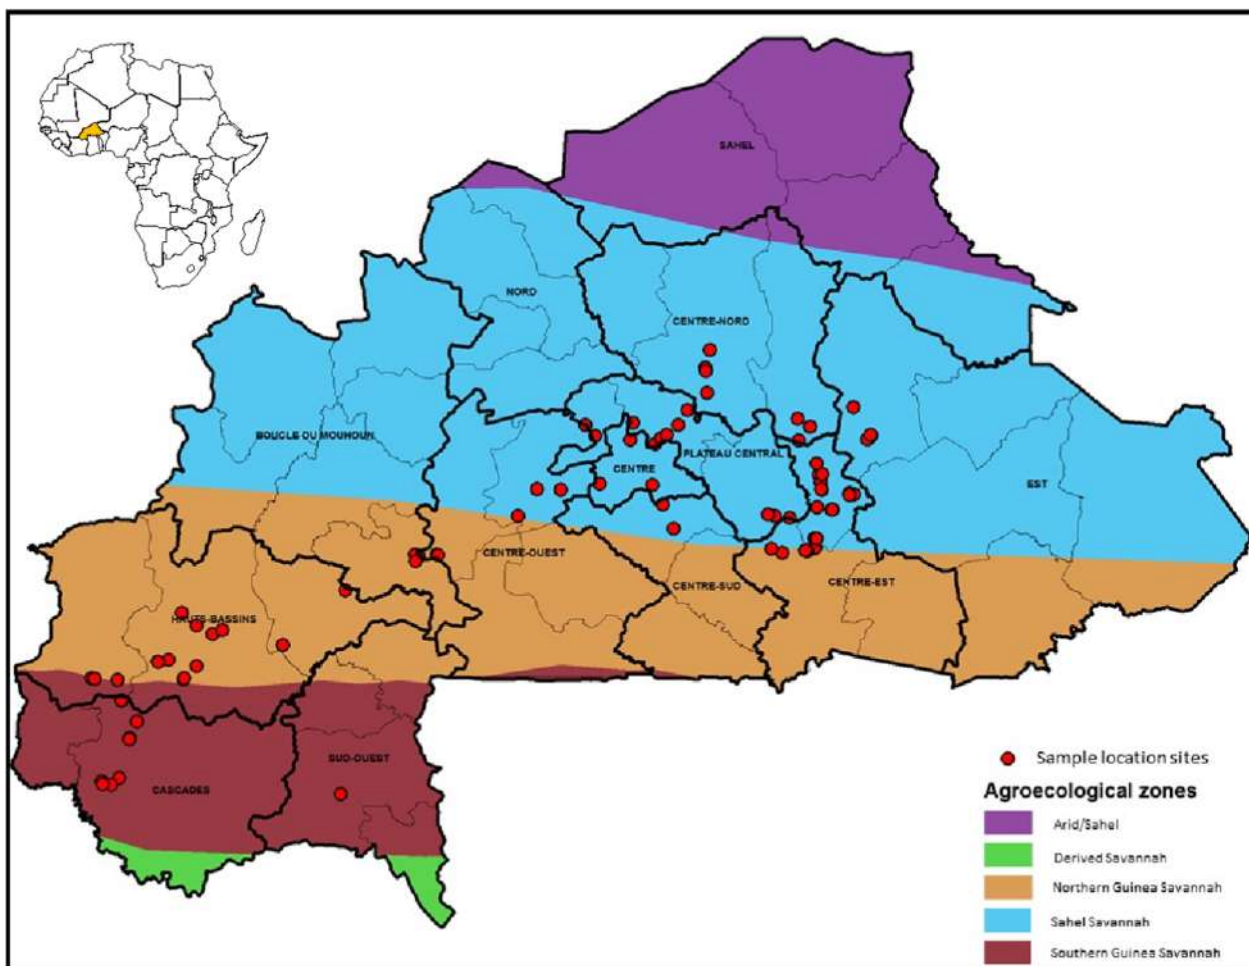 SAHEL
NORD
CENTRE-NORD
BOUCLE DU MOUHOUN
PLATEAU CENTRAL
CENTRE
EST
CENTRE-OUEST
CENTRE-SUD
CENTRE-EST
HAUTS-BASSINS
SUD-OUEST
CASCADES
Sample location sites
Agroecological zones
Arid/Sahel
Derived Savannah
Northern Guinea Savannah
Sahel Savannah
Southern Guinea Savannah